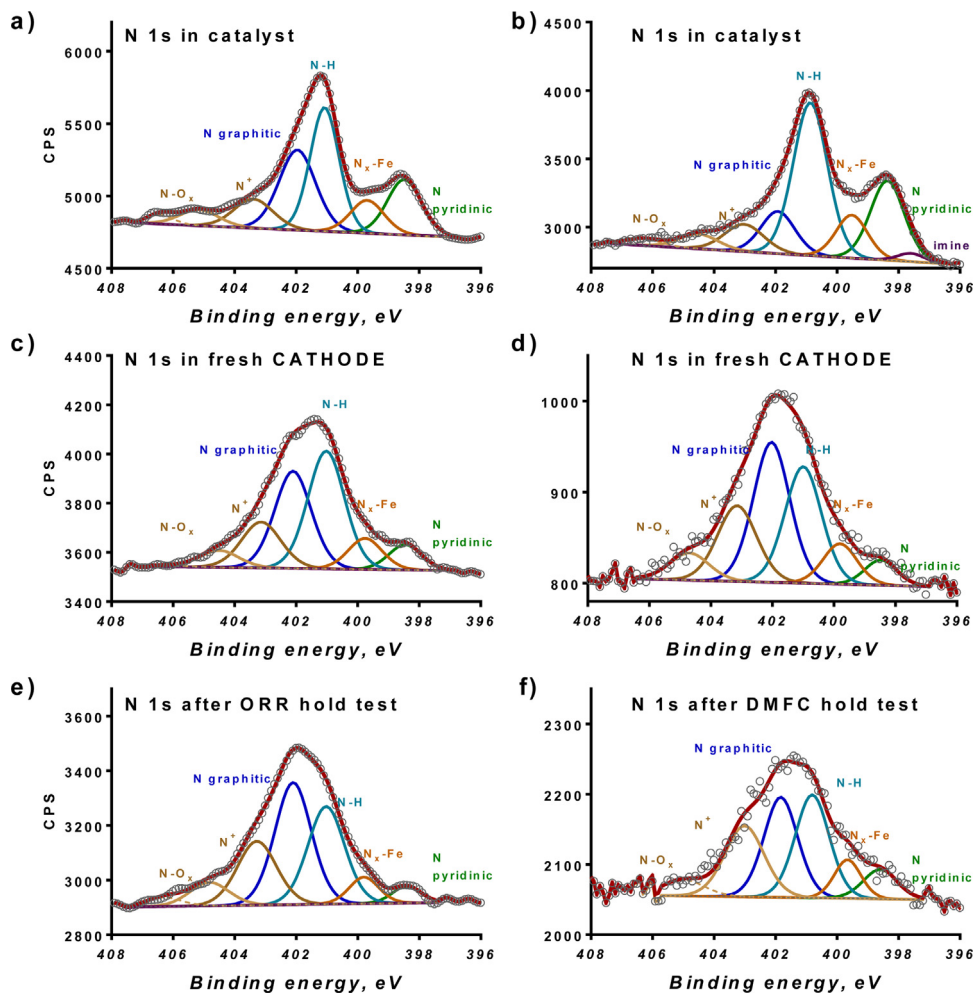 a)
N 1s in catalyst
6000
5500
5000
4500
CPS
N-H
N graphitic
Nx-Fe
N
pyridinic
N+
N-Ox
408 406 404 402 400 398 396
Binding energy, eV
b)
N 1s in catalyst
4500
4000
3500
3000
N-H
N graphitic
Nx-Fe
N
pyridinic
N+
N-Ox
imine
408 406 404 402 400 398 396
Binding energy, eV
c)
N 1s in fresh CATHODE
4400
4200
4000
3800
3600
3400
CPS
N-H
N graphitic
N+
Nx-Fe
N-Ox
N
pyridinic
408 406 404 402 400 398 396
Binding energy, eV
d)
N 1s in fresh CATHODE
1000
900
800
N graphitic
N-H
N+
Nx-Fe
N-Ox
N
pyridinic
408 406 404 402 400 398 396
Binding energy, eV
e)
N 1s after ORR hold test
3600
3400
3200
3000
2800
CPS
N graphitic
N-H
N+
Nx-Fe
N-Ox
N
pyridinic
408 406 404 402 400 398 396
Binding energy, eV
f)
N 1s after DMFC hold test
2300
2200
2100
2000
N graphitic
N-H
N+
Nx-Fe
N-Ox
N
pyridinic
408 406 404 402 400 398 396
Binding energy, eV